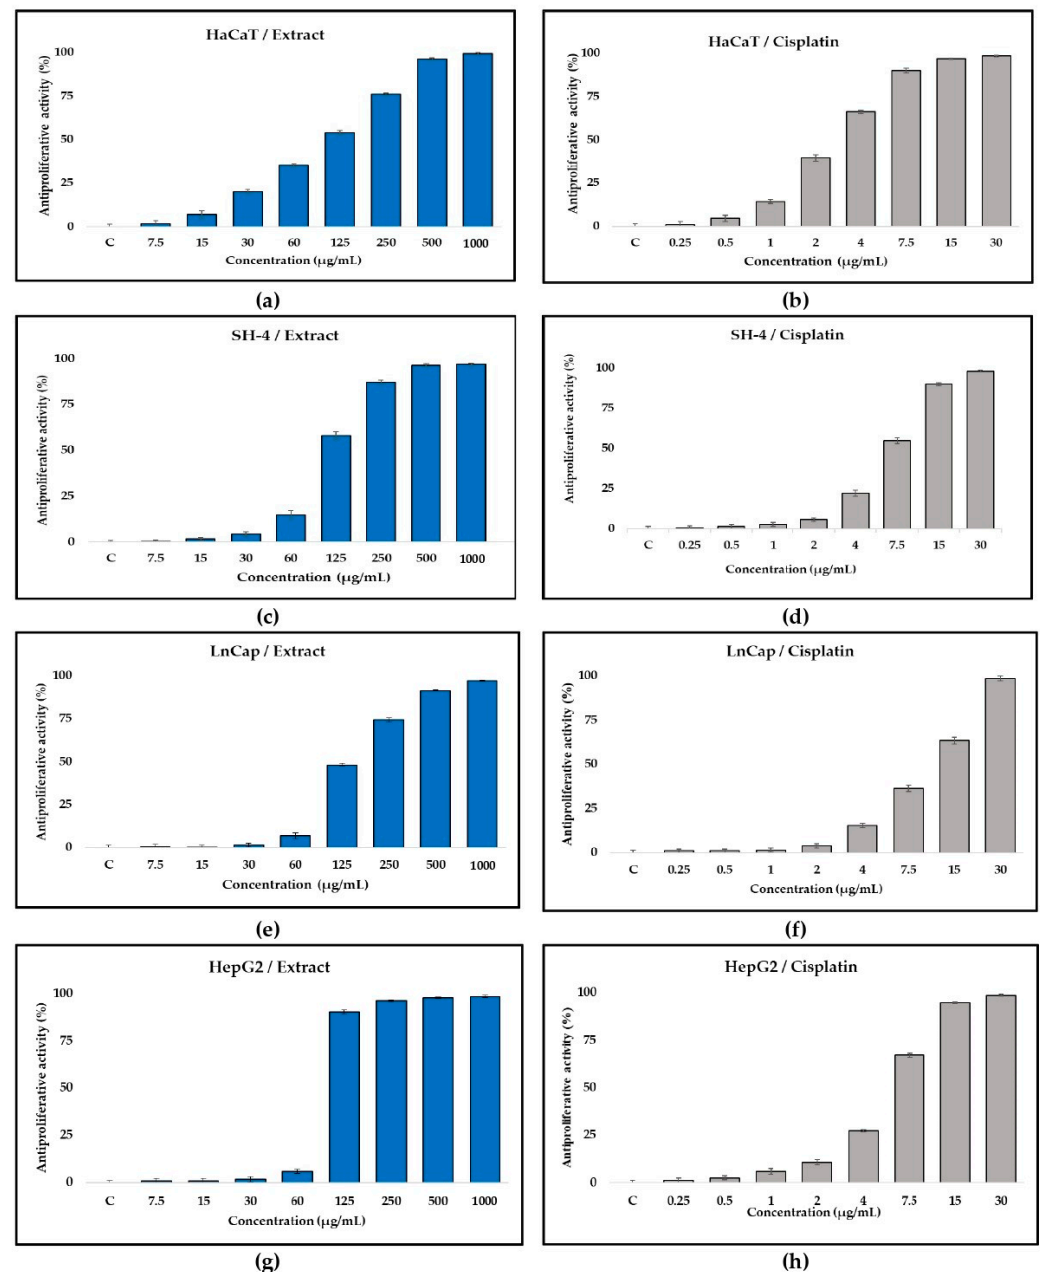 HaCaT / Extract
Antiproliferative activity (%)
100
75
50
25
0
C 7.5 15 30 60 125 250 500 1000
Concentration (µg/mL)
(a)
HaCaT / Cisplatin
Antiproliferative activity (%)
100
75
50
25
0
C 0.25 0.5 1 2 4 7.5 15 30
Concentration (µg/mL)
(b)
SH-4 / Extract
Antiproliferative activity (%)
100
75
50
25
0
C 7.5 15 30 60 125 250 500 1000
Concentration (µg/mL)
(c)
SH-4 / Cisplatin
Antiproliferative activity (%)
100
75
50
25
0
C 0.25 0.5 1 2 4 7.5 15 30
Concentration (µg/mL)
(d)
LnCap / Extract
Antiproliferative activity (%)
100
75
50
25
0
C 7.5 15 30 60 125 250 500 1000
Concentration (µg/mL)
(e)
LnCap / Cisplatin
Antiproliferative activity (%)
100
75
50
25
0
C 0.25 0.5 1 2 4 7.5 15 30
Concentration (µg/mL)
(f)
HepG2 / Extract
Antiproliferative activity (%)
100
75
50
25
0
C 7.5 15 30 60 125 250 500 1000
Concentration (µg/mL)
(g)
HepG2 / Cisplatin
Antiproliferative activity (%)
100
75
50
25
0
C 0.25 0.5 1 2 4 7.5 15 30
Concentration (µg/mL)
(h)